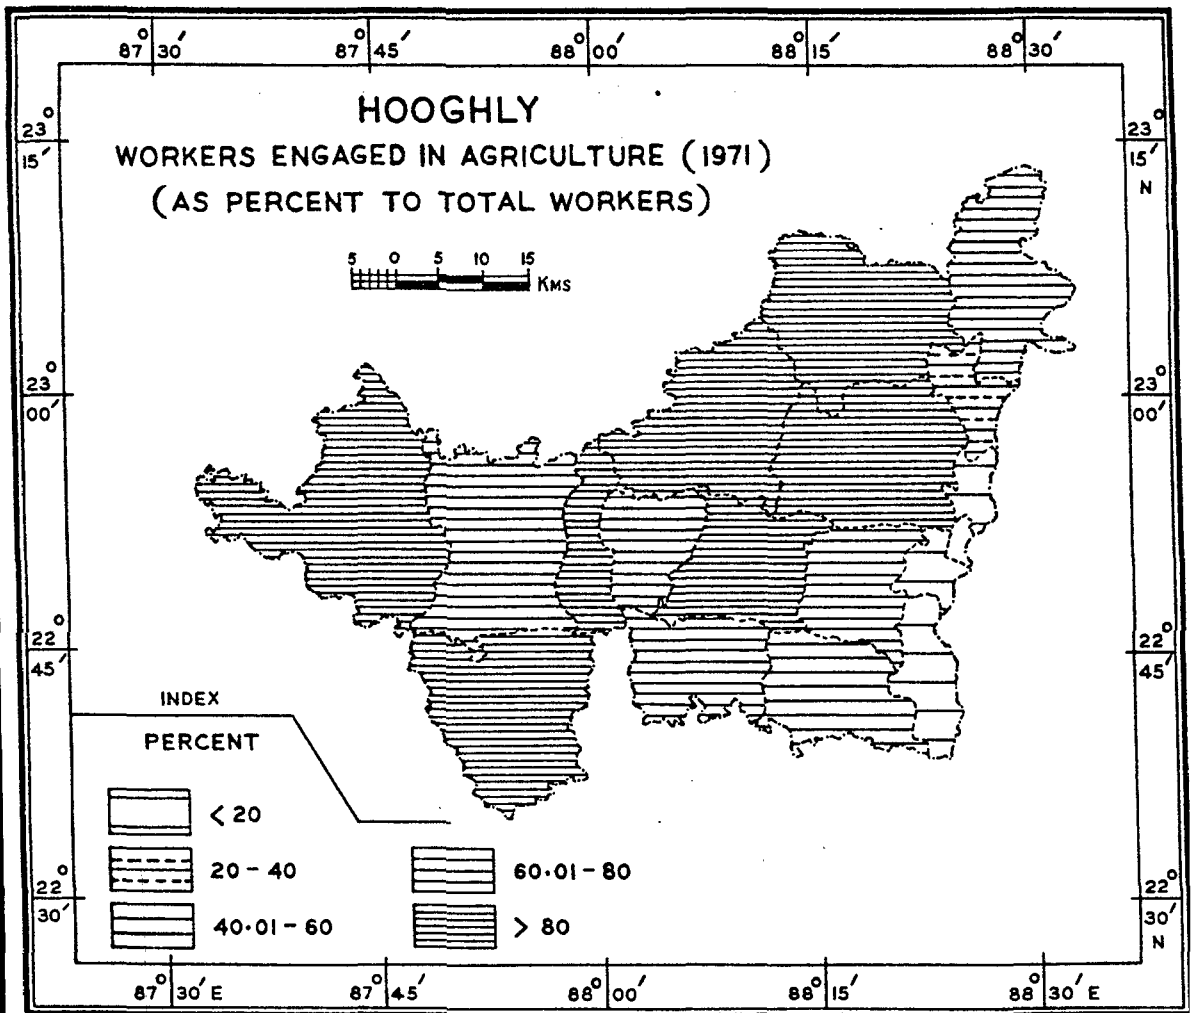 87°30′ 87°45′ 88°00′ 88°15′ 88°30′
HOOGHLY
WORKERS ENGAGED IN AGRICULTURE (1971)
(AS PERCENT TO TOTAL WORKERS)
5 0 5 10 15 KMS
23°
15′
23°
15′
N
23°
00′
23°
00′
22°
45′
22°
45′
INDEX
PERCENT
< 20
20-40
40·01-60
60·01-80
> 80
22°
30′
22°
30′
N
87°30′E 87°45′ 88°00′ 88°15′ 88°30′E